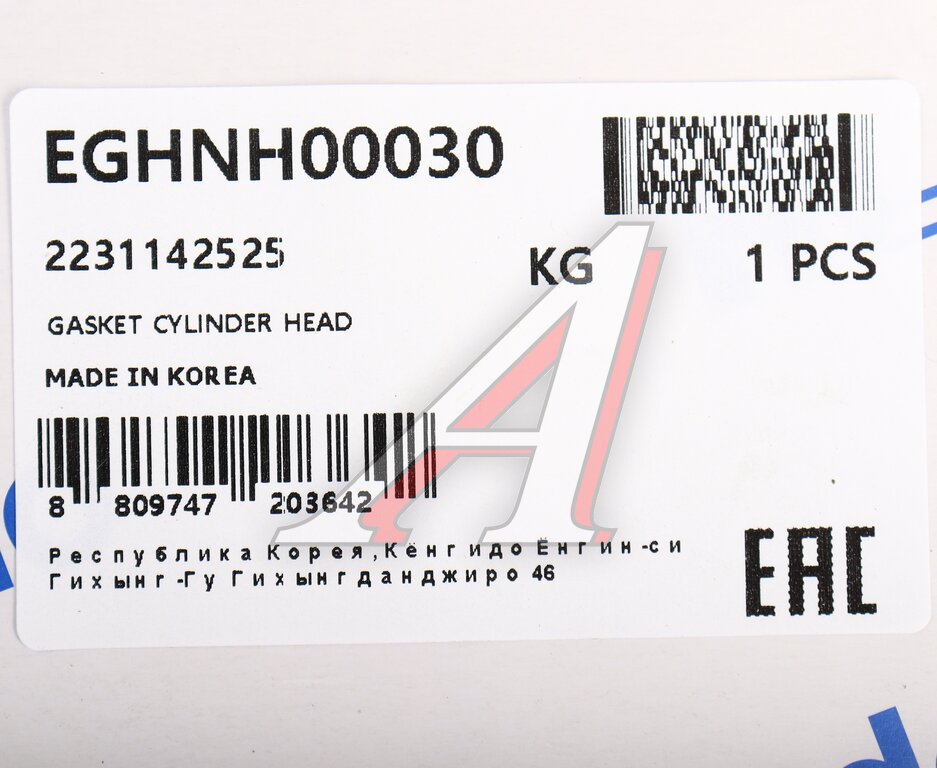 EGHNH00030
2231142525
KG
1 PCS
GASKET CYLINDER HEAD
MADE IN KOREA
8 809747 203642
Республика Корея,Кёнгидо Ёнгин-си
Гихынг-Гу Гихынгданджиро 46
EAC